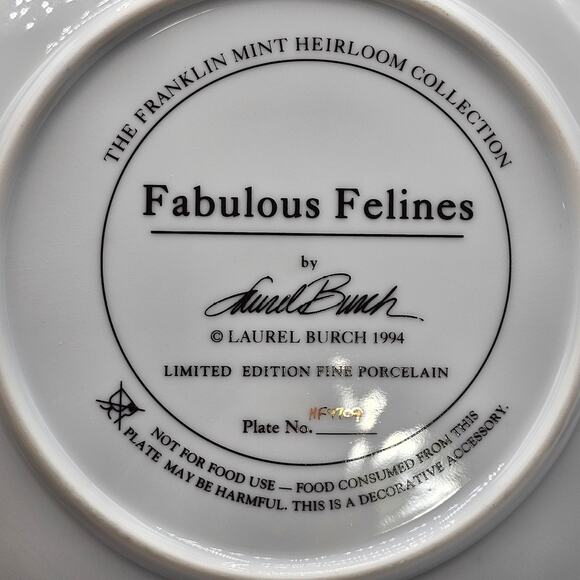 THE FRANKLIN MINT HEIRLOOM COLLECTION
Fabulous Felines
by
Laurel Burch
© LAUREL BURCH 1994
LIMITED EDITION FINE PORCELAIN
Plate No.
NOT FOR FOOD USE — FOOD CONSUMED FROM THIS
PLATE MAY BE HARMFUL. THIS IS A DECORATIVE ACCESSORY.